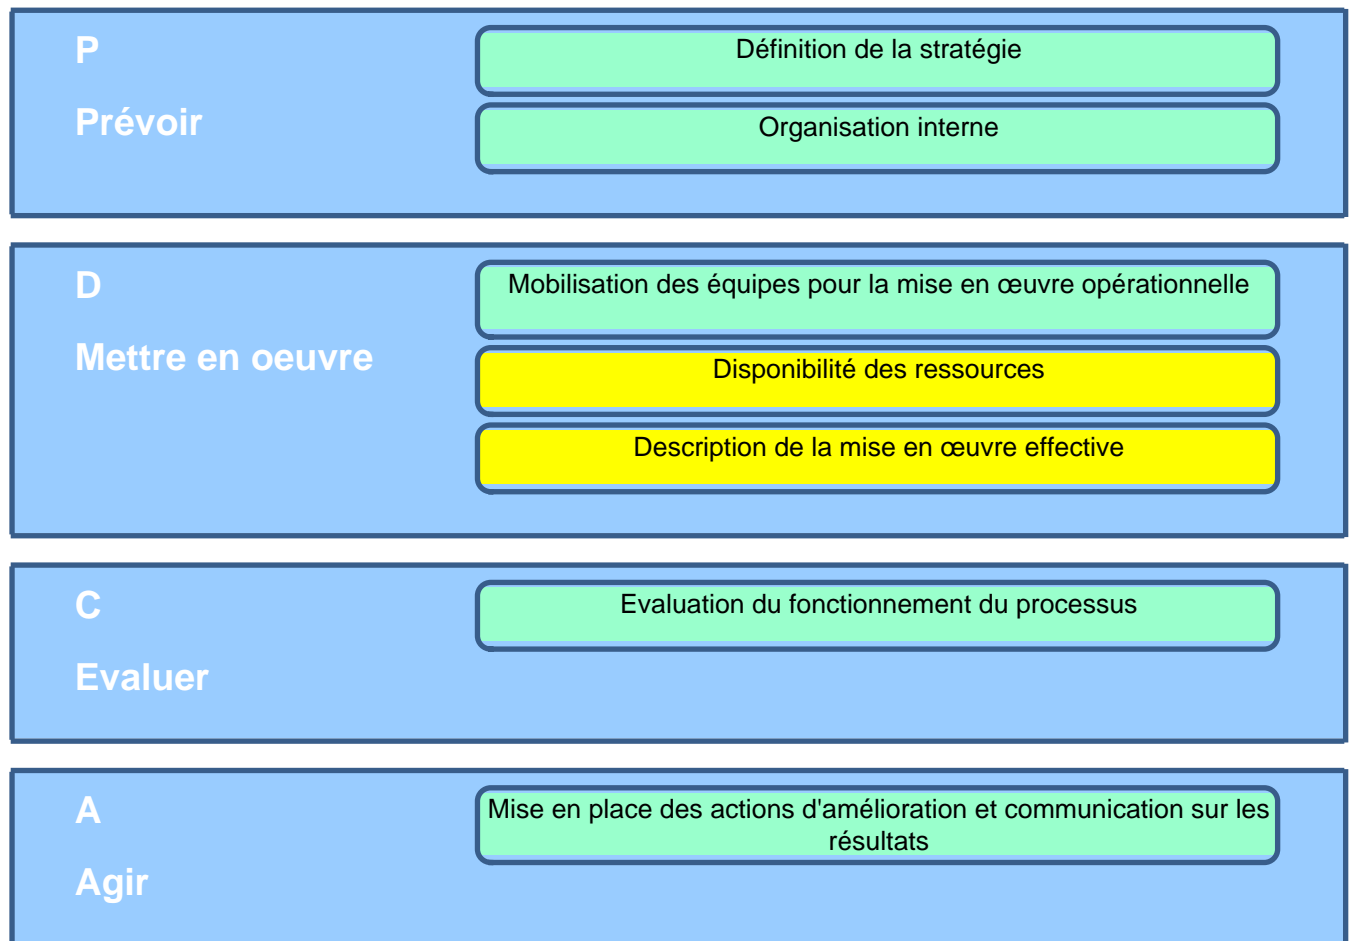 P
Prévoir
Définition de la stratégie
Organisation interne
D
Mettre en oeuvre
Mobilisation des équipes pour la mise en œuvre opérationnelle
Disponibilité des ressources
Description de la mise en œuvre effective
C
Evaluer
Evaluation du fonctionnement du processus
A
Agir
Mise en place des actions d'amélioration et communication sur les
résultats